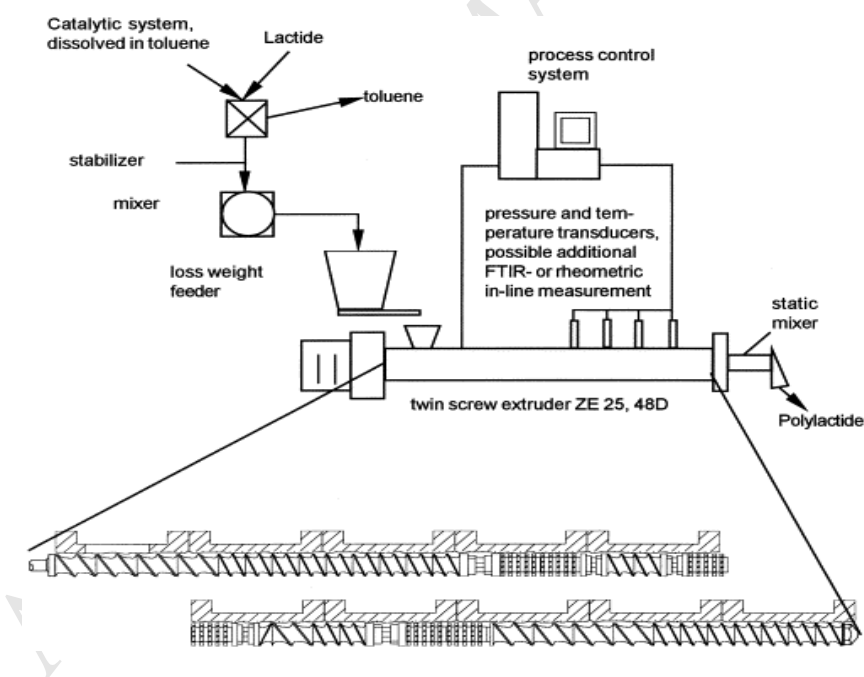 Catalytic system,
dissolved in toluene
Lactide
toluene
stabilizer
mixer
loss weight
feeder
process control
system
pressure and tem-
perature transducers,
possible additional
FTIR- or rheometric
in-line measurement
static
mixer
twin screw extruder ZE 25, 48D
Polylactide